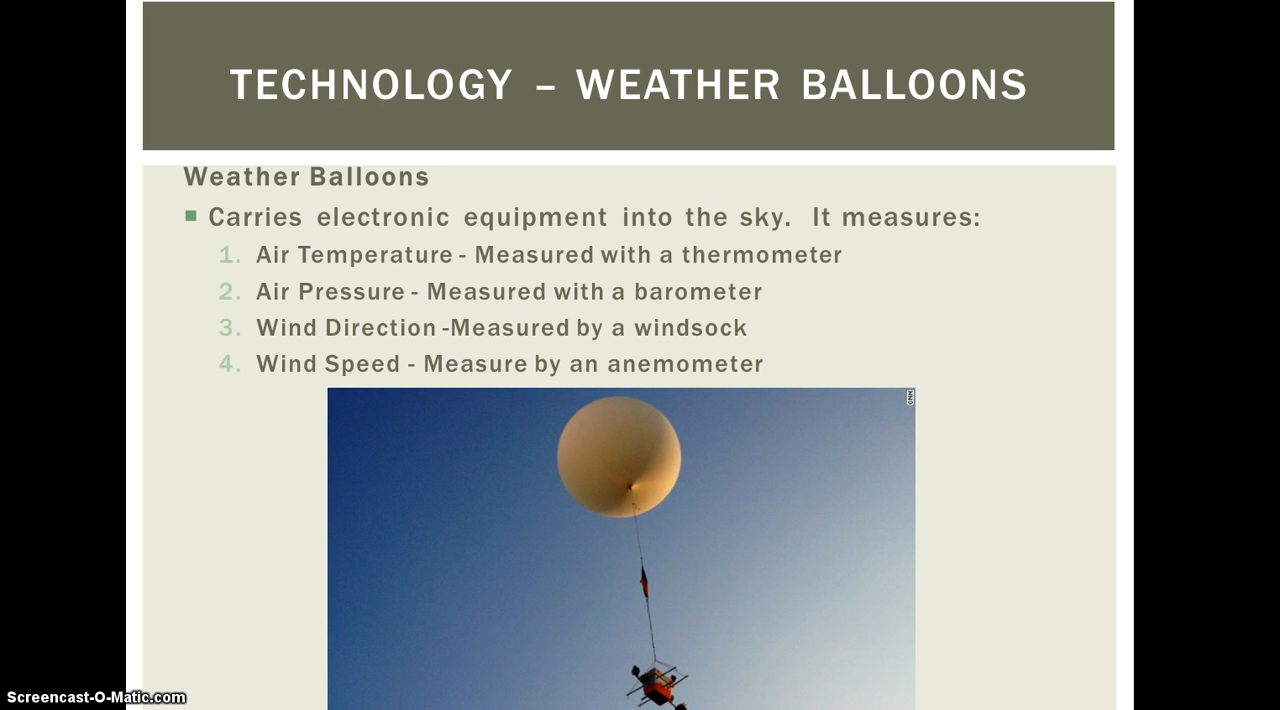 TECHNOLOGY – WEATHER BALLOONS
Weather Balloons
■ Carries electronic equipment into the sky. It measures:
1. Air Temperature - Measured with a thermometer
2. Air Pressure - Measured with a barometer
3. Wind Direction -Measured by a windsock
4. Wind Speed - Measure by an anemometer
CNN
Screencast-O-Matic.com